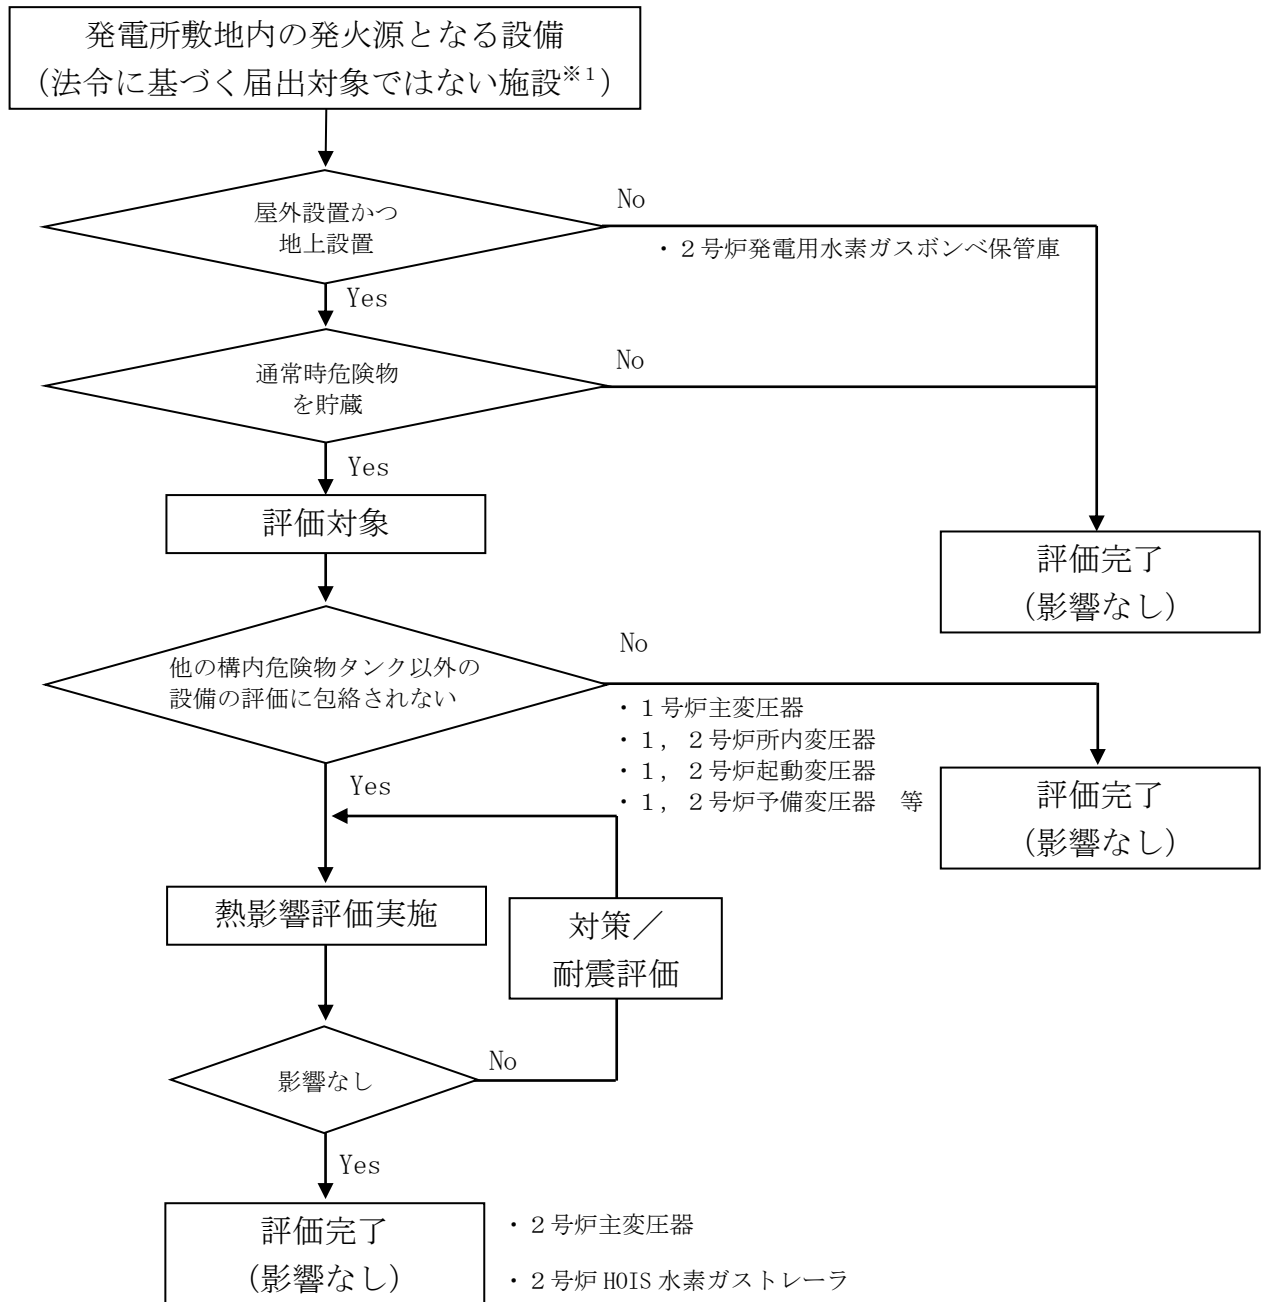 発電所敷地内の発火源となる設備
（法令に基づく届出対象ではない施設※1）
屋外設置かつ
地上設置
No
・２号炉発電用水素ガスボンベ保管庫
Yes
通常時危険物
を貯蔵
No
Yes
評価対象
評価完了
（影響なし）
他の構内危険物タンク以外の
設備の評価に包絡されない
No
・１号炉主変圧器
・１，２号炉所内変圧器
・１，２号炉起動変圧器
・１，２号炉予備変圧器　等
Yes
評価完了
（影響なし）
熱影響評価実施
対策／
耐震評価
影響なし
No
Yes
評価完了
（影響なし）
・２号炉主変圧器
・２号炉 HOIS 水素ガストレーラ